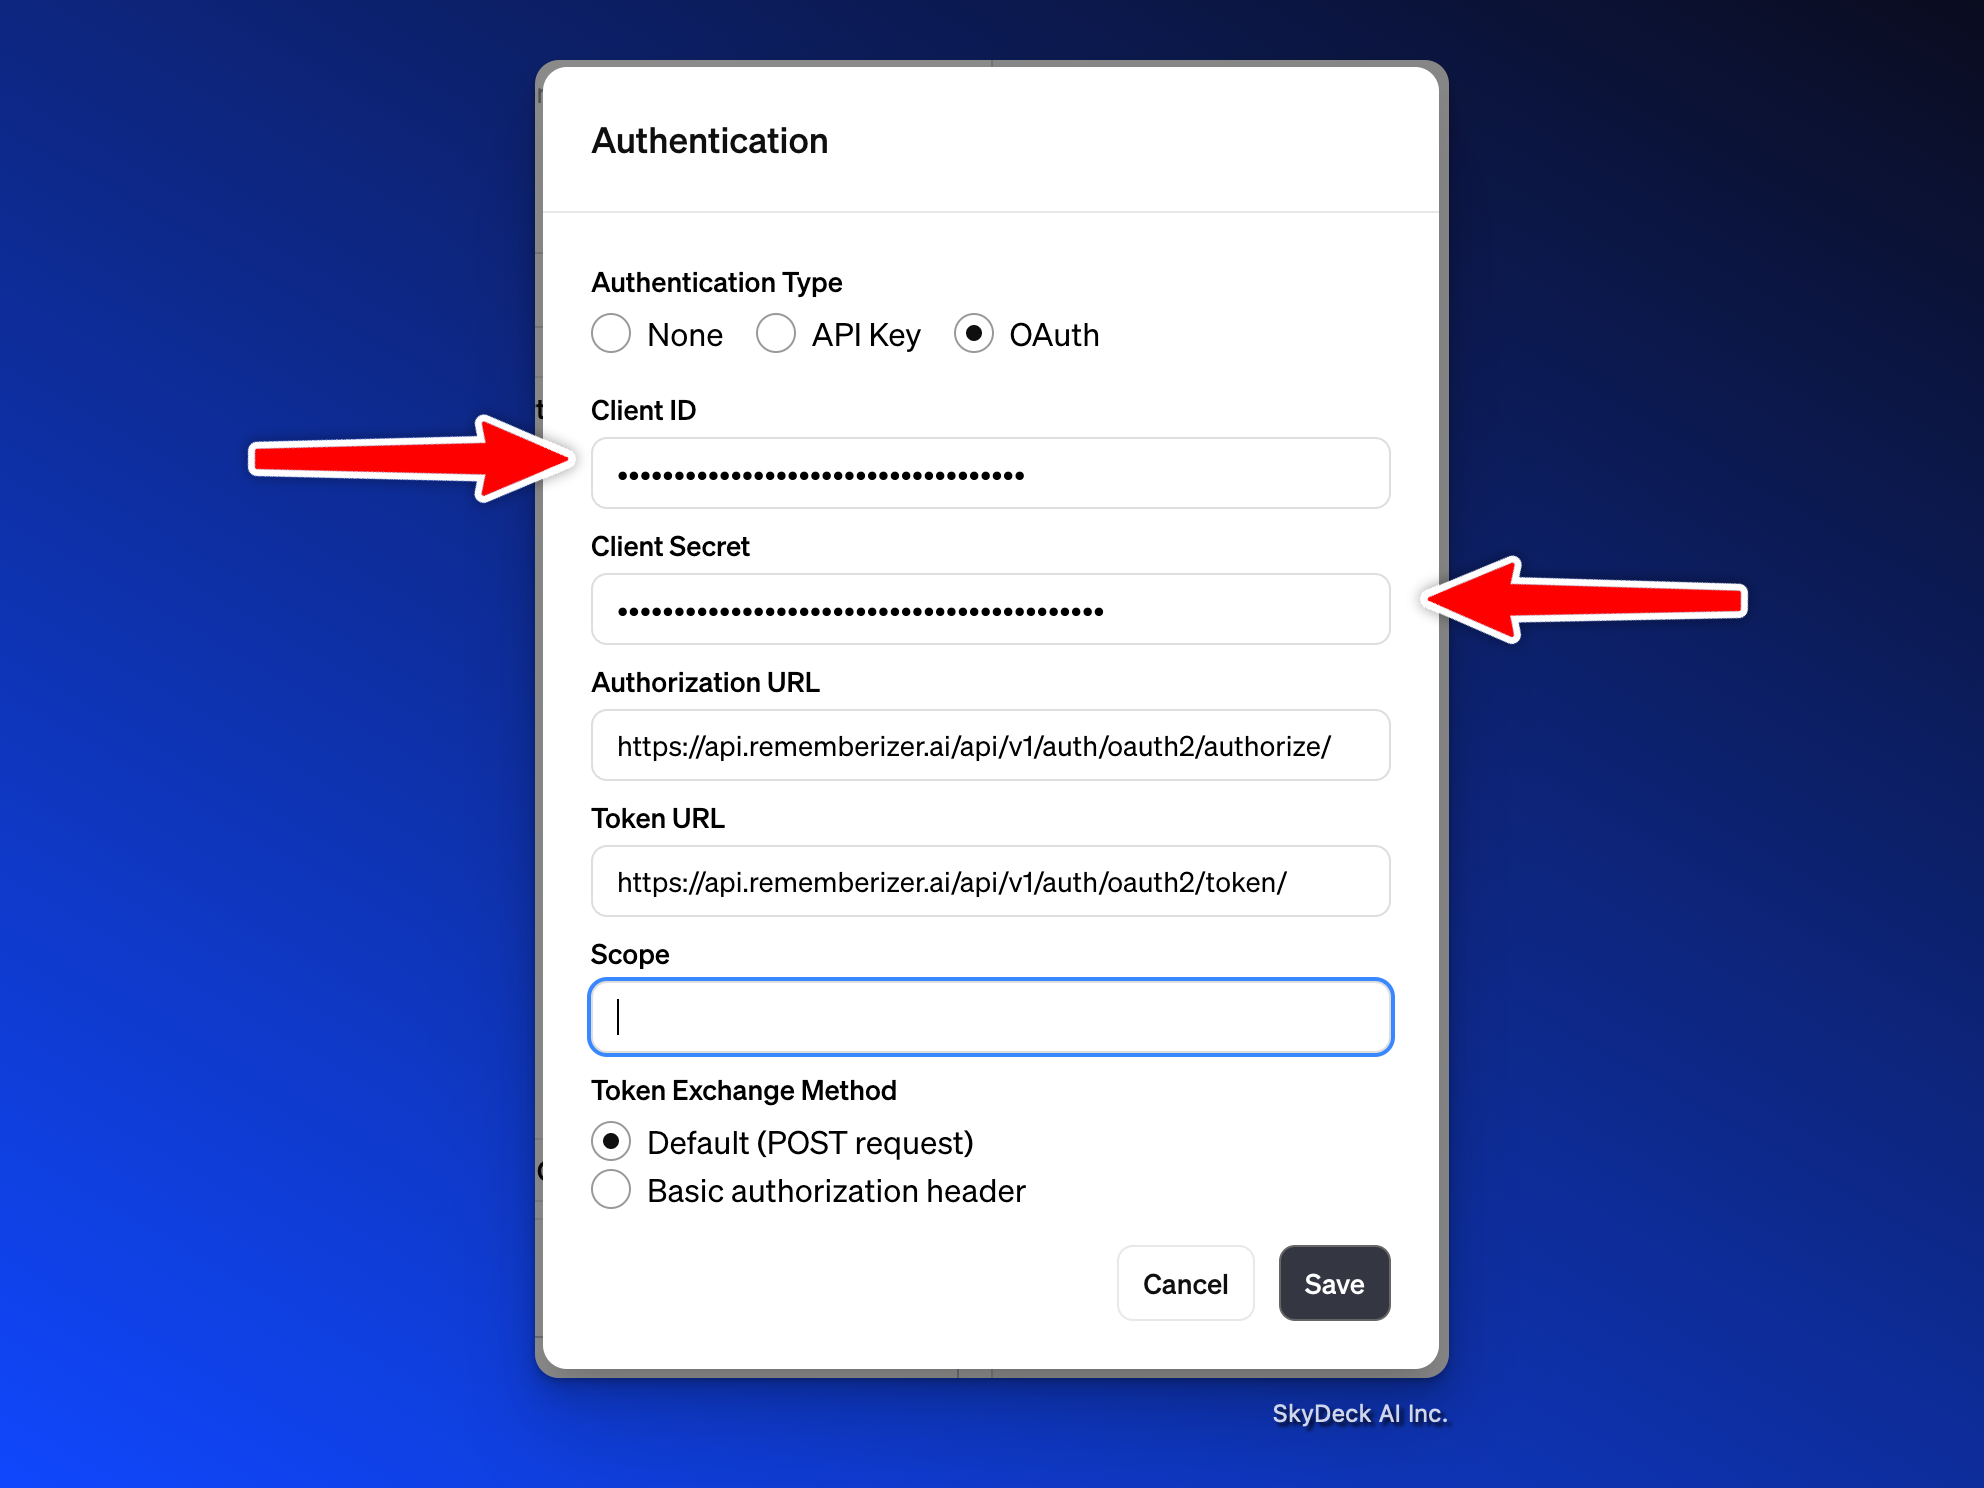 Authentication
Authentication Type
None API Key OAuth
Client ID
••••••••••••••••••••••••••••••••••••
Client Secret
•••••••••••••••••••••••••••••••••••••••••••
Authorization URL
https://api.rememberizer.ai/api/v1/auth/oauth2/authorize/
Token URL
https://api.rememberizer.ai/api/v1/auth/oauth2/token/
Scope
Token Exchange Method
Default (POST request)
Basic authorization header
Cancel Save
SkyDeck AI Inc.